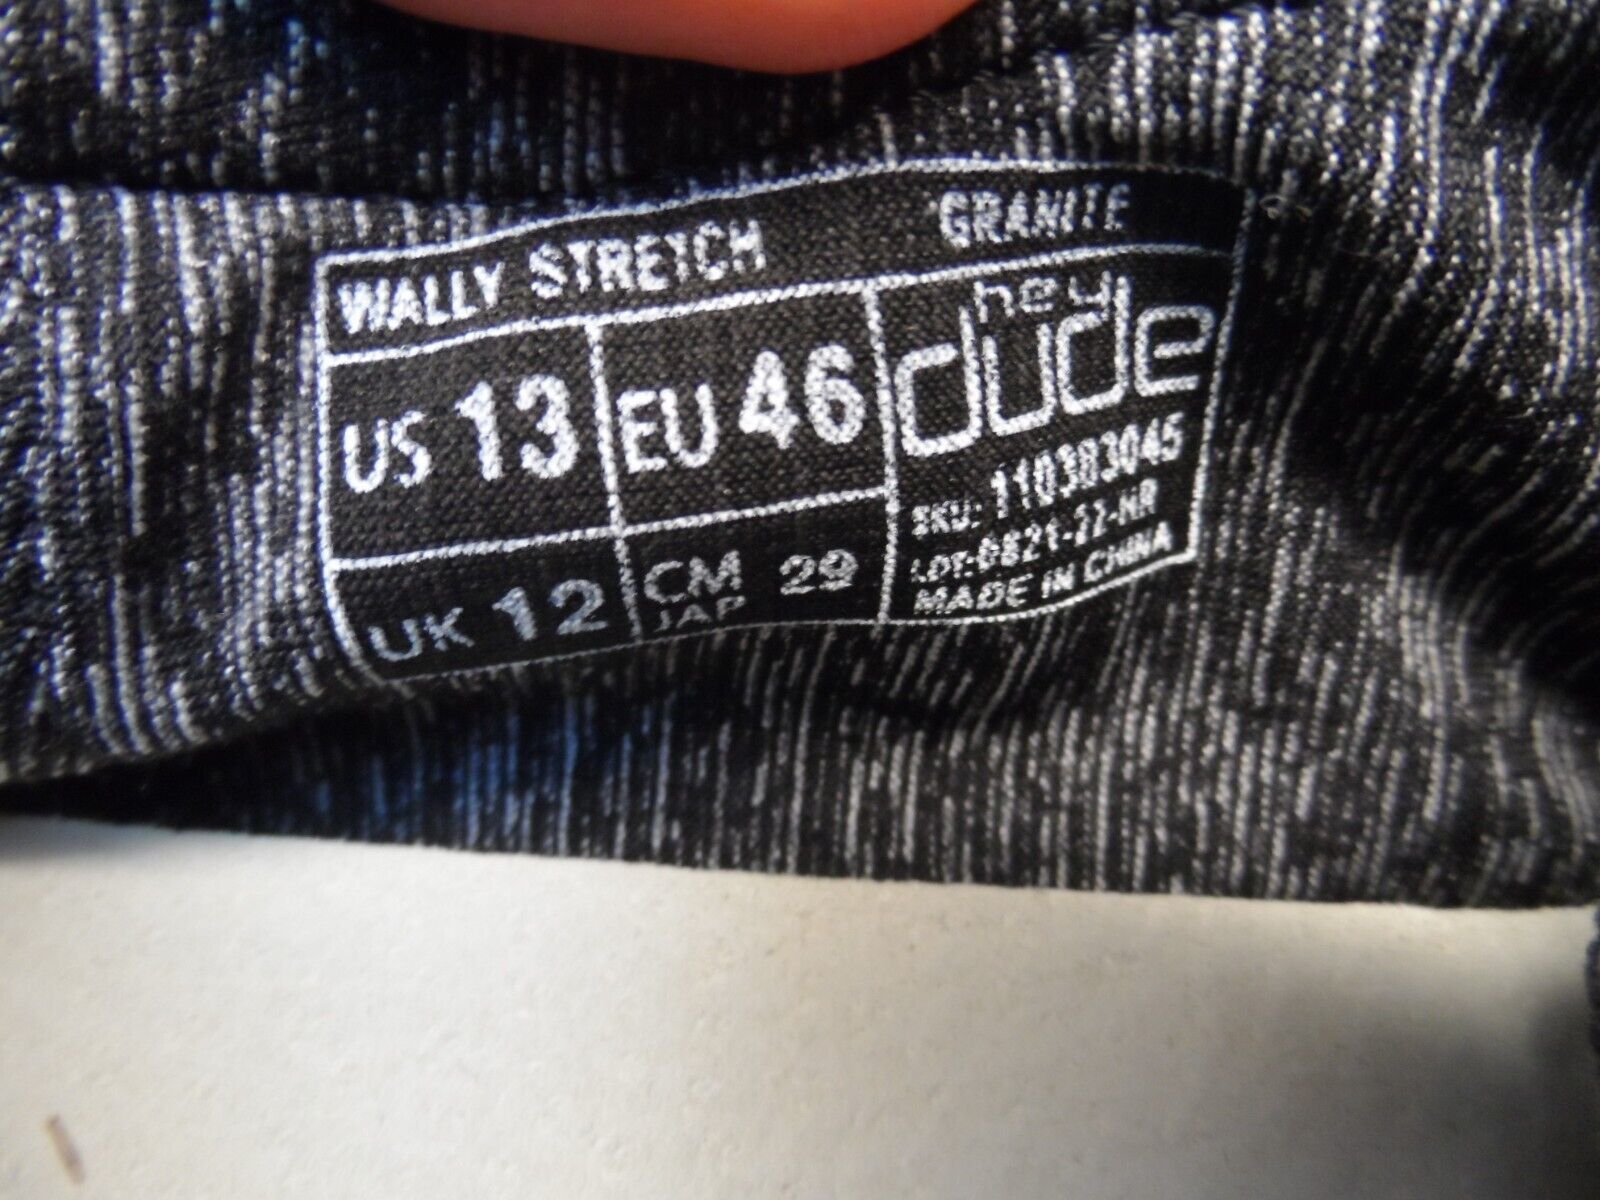 WALLY STRETCH GRANITE
US 13 EU 46 hey dude
SKU: 110383045
LOT:0821-22-HR
MADE IN CHINA
UK 12 CM JAP 29